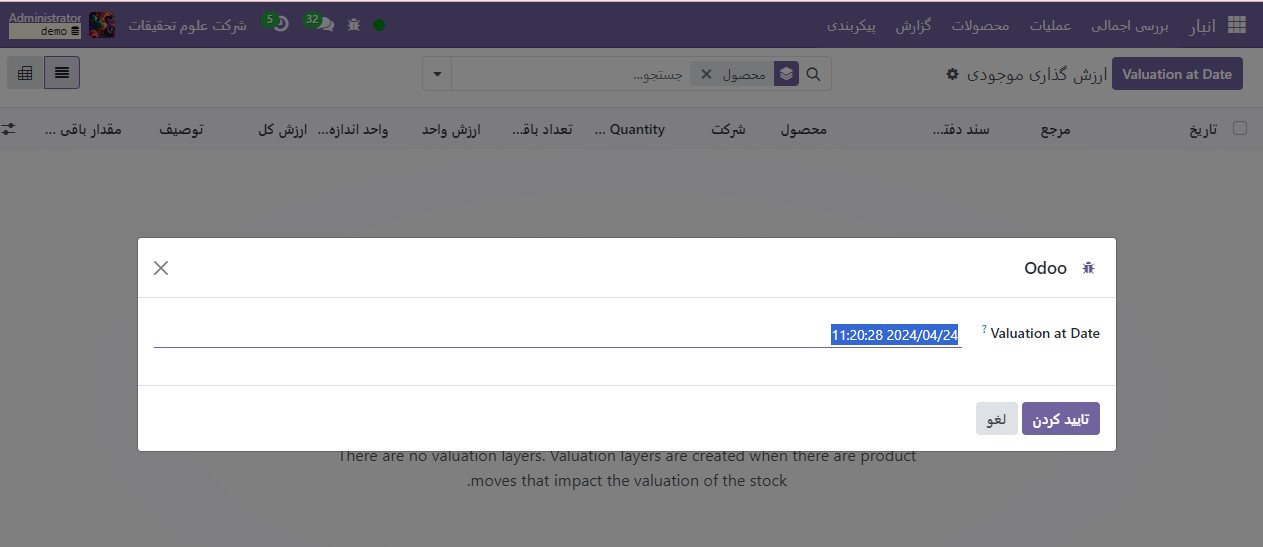 انبار بررسی اجمالی عملیات محصولات گزارش پیکربندی 32 5 شرکت علوم تحقیقات Administrator
demo
Valuation at Date ارزش گذاری موجودی محصول جستجو...
تاریخ مرجع سند دفت... محصول شرکت Quantity ... تعداد باق... ارزش واحد واحد اندازه... ارزش کل توصیف مقدار باقی ...
Odoo
Valuation at Date ?
11:20:28 2024/04/24
تایید کردن لغو
There are no valuation layers. Valuation layers are created when there are product
.moves that impact the valuation of the stock